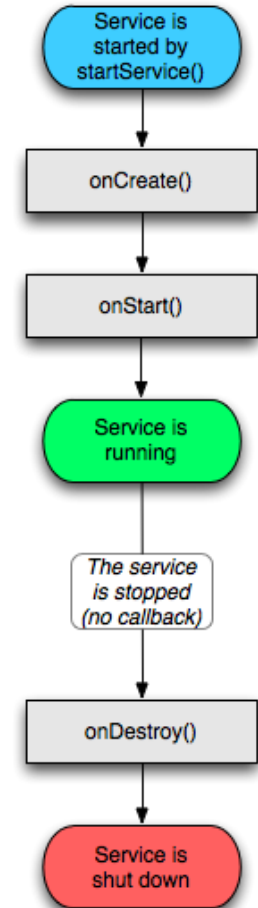 Service is
started by
startService()
onCreate()
onStart()
Service is
running
The service
is stopped
(no callback)
onDestroy()
Service is
shut down